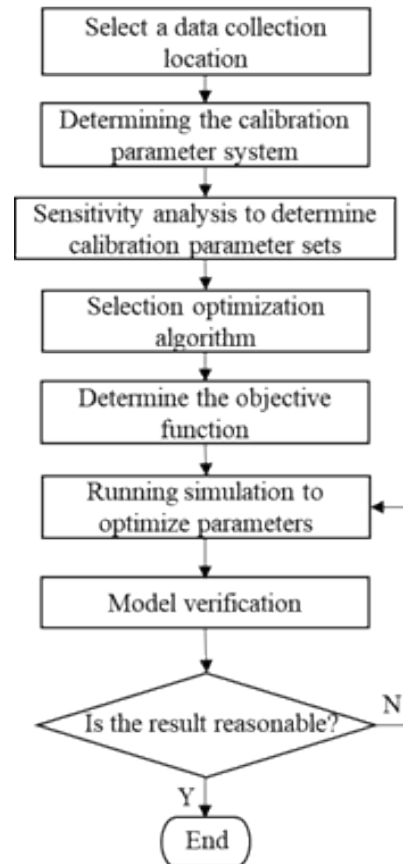 Select a data collection
location
Determining the calibration
parameter system
Sensitivity analysis to determine
calibration parameter sets
Selection optimization
algorithm
Determine the objective
function
Running simulation to
optimize parameters
Model verification
Is the result reasonable?
N
Y
End